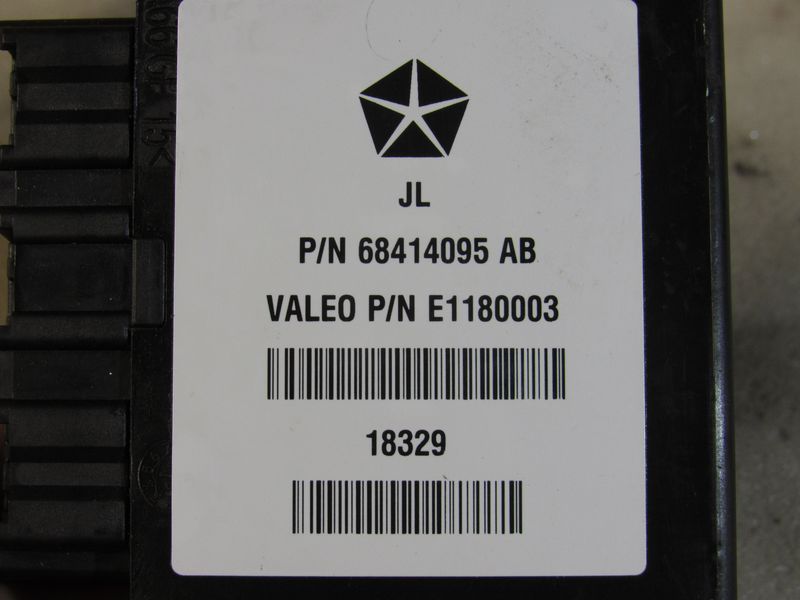 JL
P/N 68414095 AB
VALEO P/N E1180003
18329